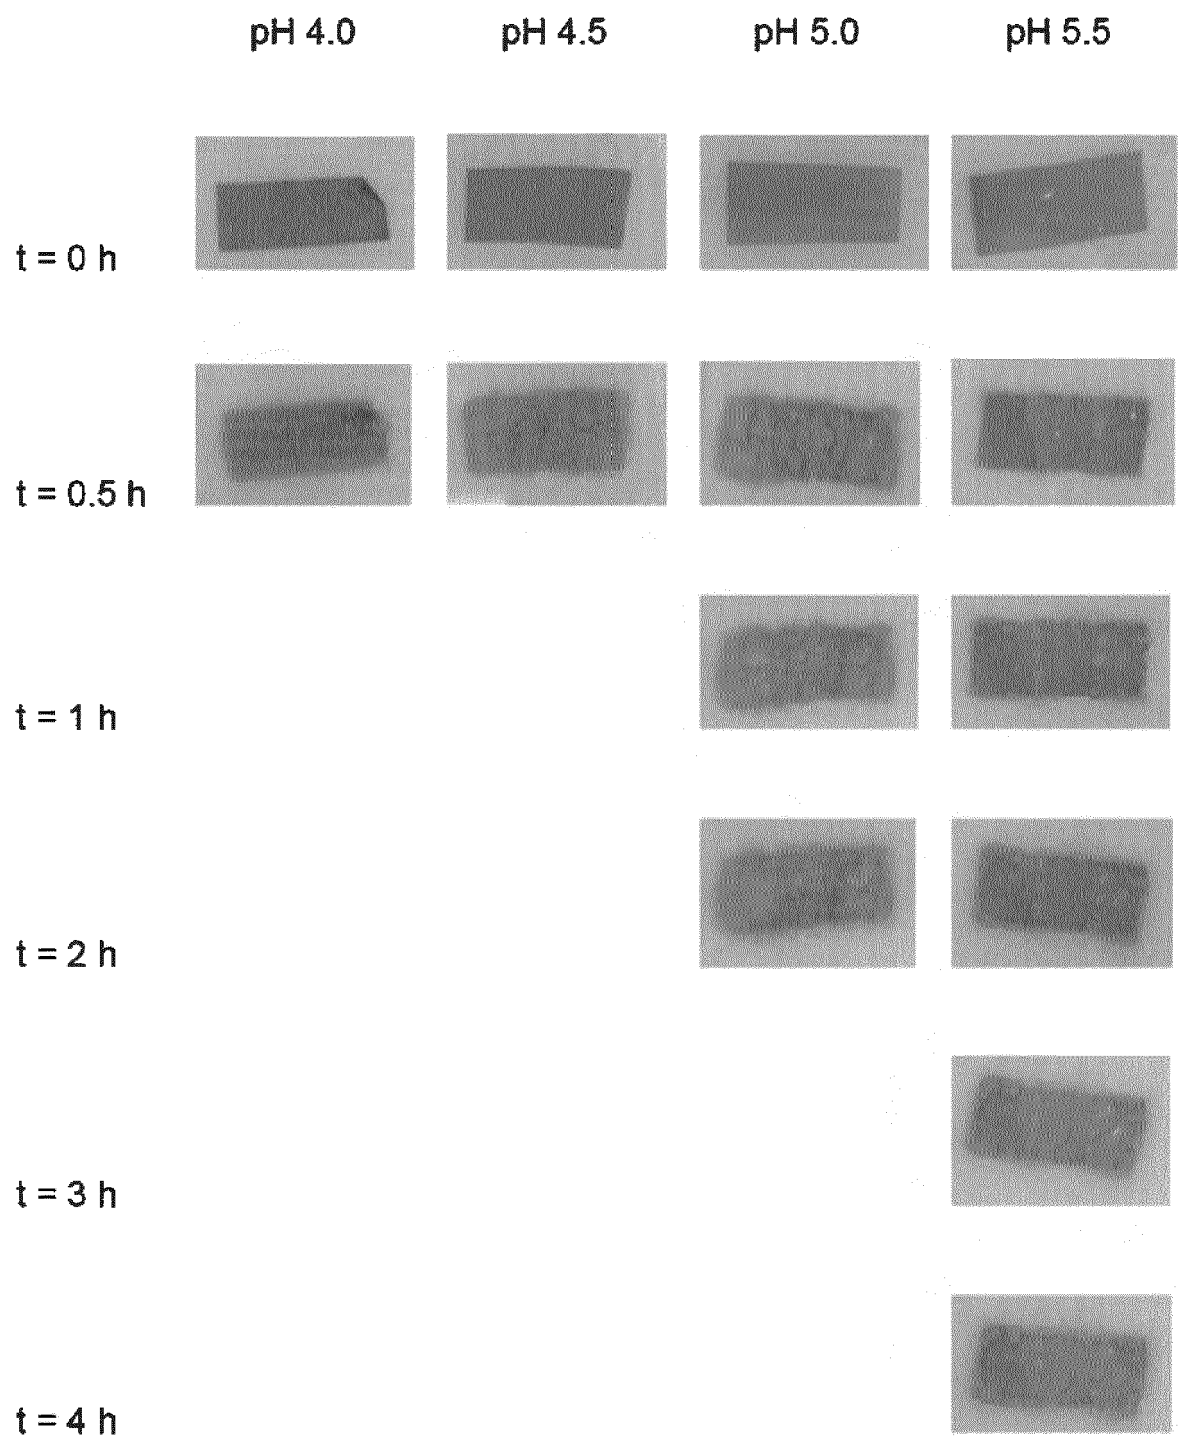 pH 4.0 pH 4.5 pH 5.0 pH 5.5
t = 0 h
t = 0.5 h
t = 1 h
t = 2 h
t = 3 h
t = 4 h